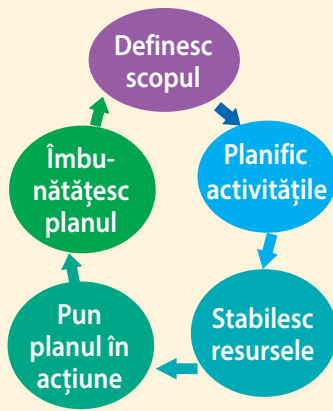 Definesc
scopul
Planific
activitățile
Stabilesc
resursele
Pun
planul în
acțiune
Îmbu-
nătățesc
planul